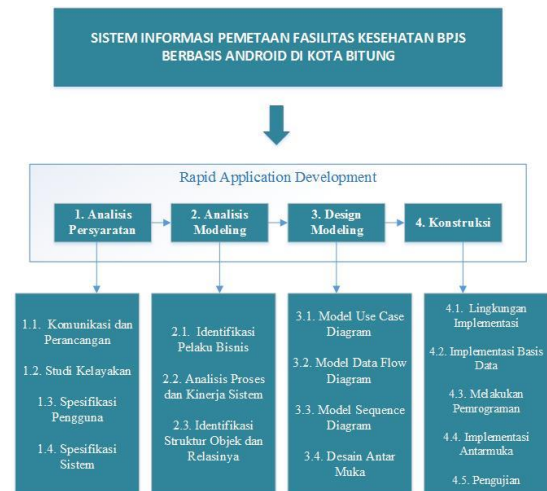 SISTEM INFORMASI PEMETAAN FASILITAS KESEHATAN BPJS
BERBASIS ANDROID DI KOTA BITUNG
Rapid Application Development
1. Analisis
Persyaratan
2. Analisis
Modeling
3. Design
Modeling
4. Konstruksi
1.1. Komunikasi dan
Perancangan
1.2. Studi Kelayakan
1.3. Spesifikasi
Pengguna
1.4. Spesifikasi
Sistem
2.1. Identifikasi
Pelaku Bisnis
2.2. Analisis Proses
dan Kinerja Sistem
2.3. Identifikasi
Struktur Objek dan
Relasinya
3.1. Model Use Case
Diagram
3.2. Model Data Flow
Diagram
3.3. Model Sequence
Diagram
3.4. Desain Antar
Muka
4.1. Lingkungan
Implementasi
4.2. Implementasi Basis
Data
4.3. Melakukan
Pemrograman
4.4. Implementasi
Antarmuka
4.5. Pengujian